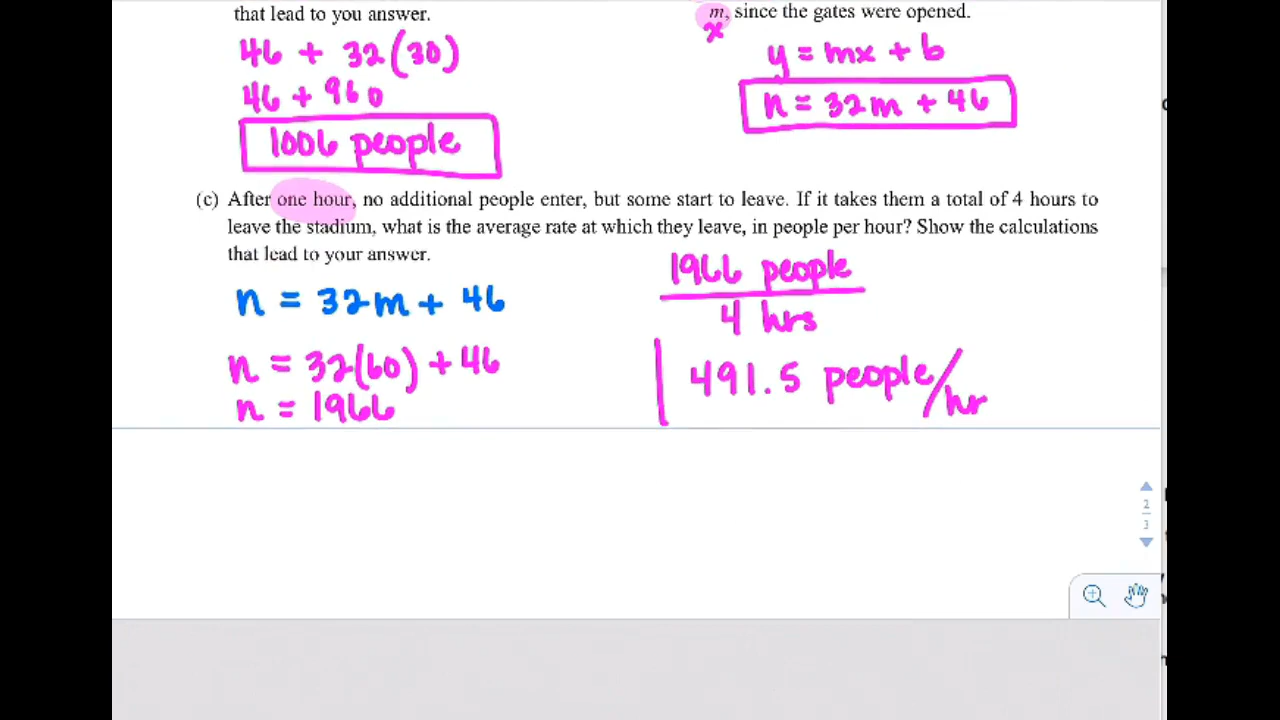 that lead to you answer.
46 + 32(30)
46 + 960
1006 people
m, since the gates were opened.
x
y = mx + b
n = 32m + 46
(c) After one hour, no additional people enter, but some start to leave. If it takes them a total of 4 hours to
leave the stadium, what is the average rate at which they leave, in people per hour? Show the calculations
that lead to your answer.
n = 32m + 46
n = 32(60) + 46
n = 1966
1966 people
4 hrs
491.5 people/hr
2
3